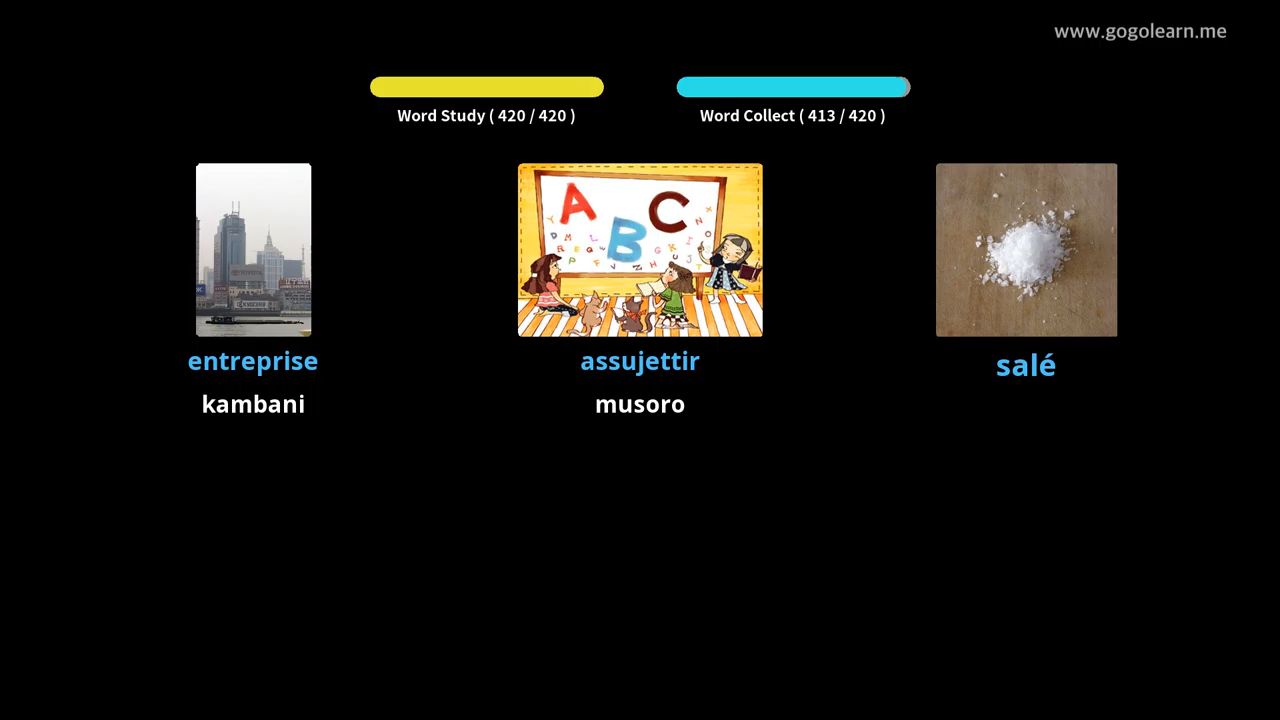 www.gogolearn.me
Word Study ( 420 / 420 )
Word Collect ( 413 / 420 )
A B C
entreprise
assujettir
salé
kambani
musoro